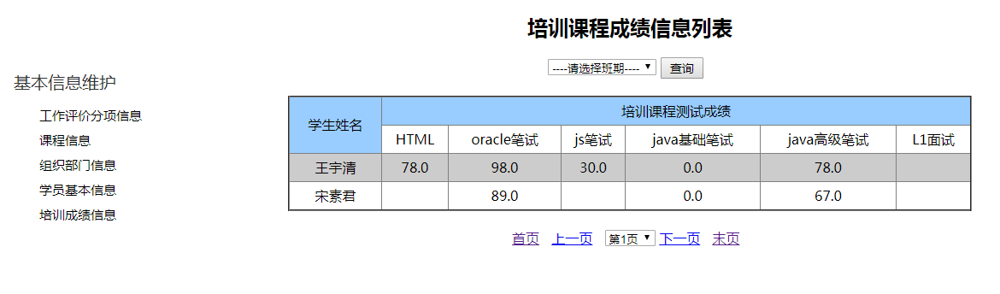 培训课程成绩信息列表
----请选择班期---- 查询
基本信息维护
工作评价分项信息
课程信息
组织部门信息
学员基本信息
培训成绩信息
学生姓名 培训课程测试成绩
HTML oracle笔试 js笔试 java基础笔试 java高级笔试 L1面试
王宇清 78.0 98.0 30.0 0.0 78.0
宋素君 89.0 0.0 67.0
首页 上一页 第1页 下一页 末页